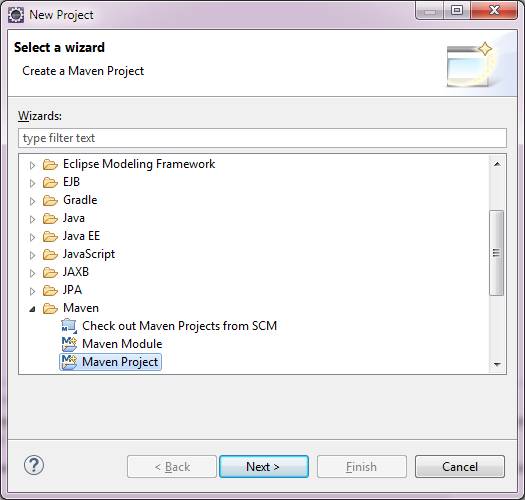 New Project
Select a wizard
Create a Maven Project
Wizards:
type filter text
Eclipse Modeling Framework
EJB
Gradle
Java
Java EE
JavaScript
JAXB
JPA
Maven
Check out Maven Projects from SCM
Maven Module
Maven Project
? < Back Next > Finish Cancel